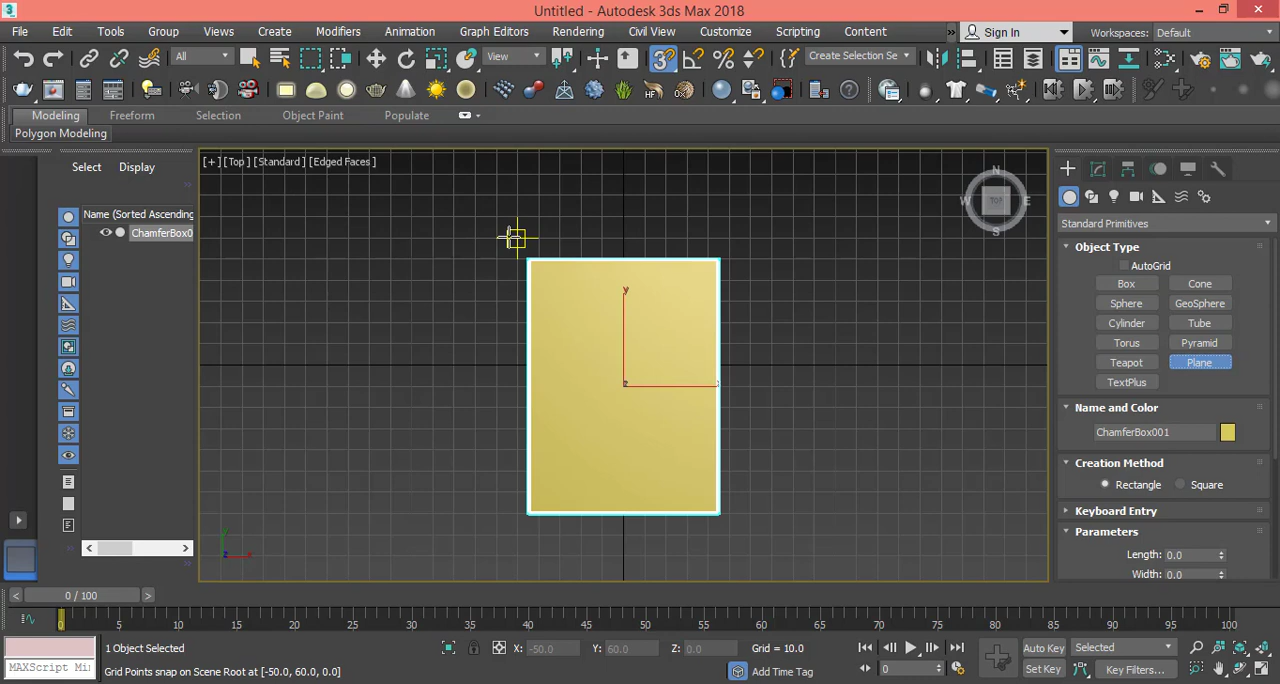 Untitled - Autodesk 3ds Max 2018
File Edit Tools Group Views Create Modifiers Animation Graph Editors Rendering Civil View Customize Scripting Content » Sign In Workspaces: Default
All View Create Selection Se
Modeling Freeform Selection Object Paint Populate
Polygon Modeling
Select Display
Name (Sorted Ascending
ChamferBox0
[+] [Top] [Standard] [Edged Faces]
N
W TOP E
S
y
z
Standard Primitives
Object Type
AutoGrid
Box Cone
Sphere GeoSphere
Cylinder Tube
Torus Pyramid
Teapot Plane
TextPlus
Name and Color
ChamferBox001
Creation Method
Rectangle Square
Keyboard Entry
Parameters
Length: 0.0
Width: 0.0
y
z x
< 0 / 100 >
0 5 10 15 20 25 30 35 40 45 50 55 60 65 70 75 80 85 90 95 100
1 Object Selected X: -50.0 Y: 60.0 Z: 0.0 Grid = 10.0 Auto Key Selected
MAXScript Mi Grid Points snap on Scene Root at [-50.0, 60.0, 0.0] Add Time Tag 0 Set Key Key Filters...